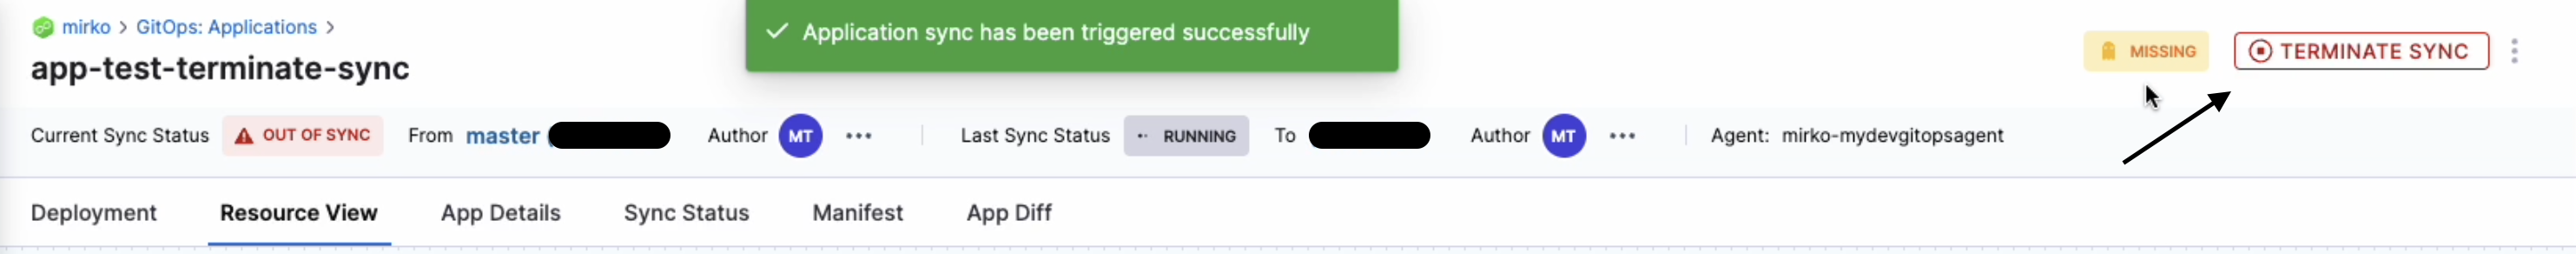 mirko > GitOps: Applications >
Application sync has been triggered successfully
app-test-terminate-sync
MISSING
TERMINATE SYNC
Current Sync Status OUT OF SYNC From master Author MT ••• Last Sync Status RUNNING To Author MT ••• Agent: mirko-mydevgitopsagent
Deployment Resource View App Details Sync Status Manifest App Diff